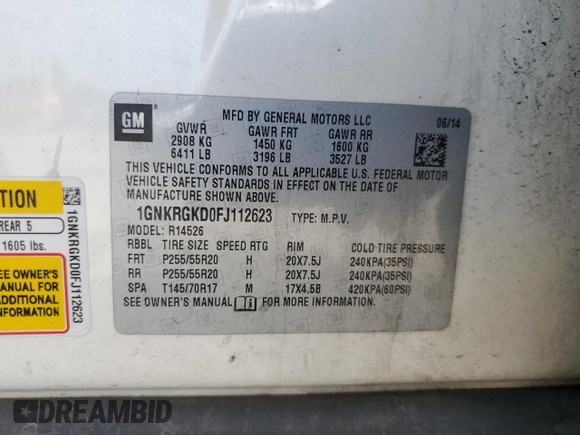 GM
MFD BY GENERAL MOTORS LLC
06/14
GVWR GAWR FRT GAWR RR
2908 KG 1450 KG 1600 KG
6411 LB 3196 LB 3527 LB
THIS VEHICLE CONFORMS TO ALL APPLICABLE U.S. FEDERAL MOTOR
VEHICLE SAFETY STANDARDS IN EFFECT ON THE DATE OF
MANUFACTURE SHOWN ABOVE.
1GNKRGKD0FJ112623 TYPE: M.P.V.
MODEL: R14526
RBBL TIRE SIZE SPEED RTG RIM COLD TIRE PRESSURE
FRT P255/55R20 H 20X7.5J 240KPA(35PSI)
RR P255/55R20 H 20X7.5J 240KPA(35PSI)
SPA T145/70R17 M 17X4.5B 420KPA(60PSI)
SEE OWNER'S MANUAL FOR MORE INFORMATION.
TION
REAR 5
1605 lbs.
SEE OWNER'S
MANUAL FOR
ADDITIONAL
INFORMATION
1GNKRGKD0FJ112623
DREAMBID